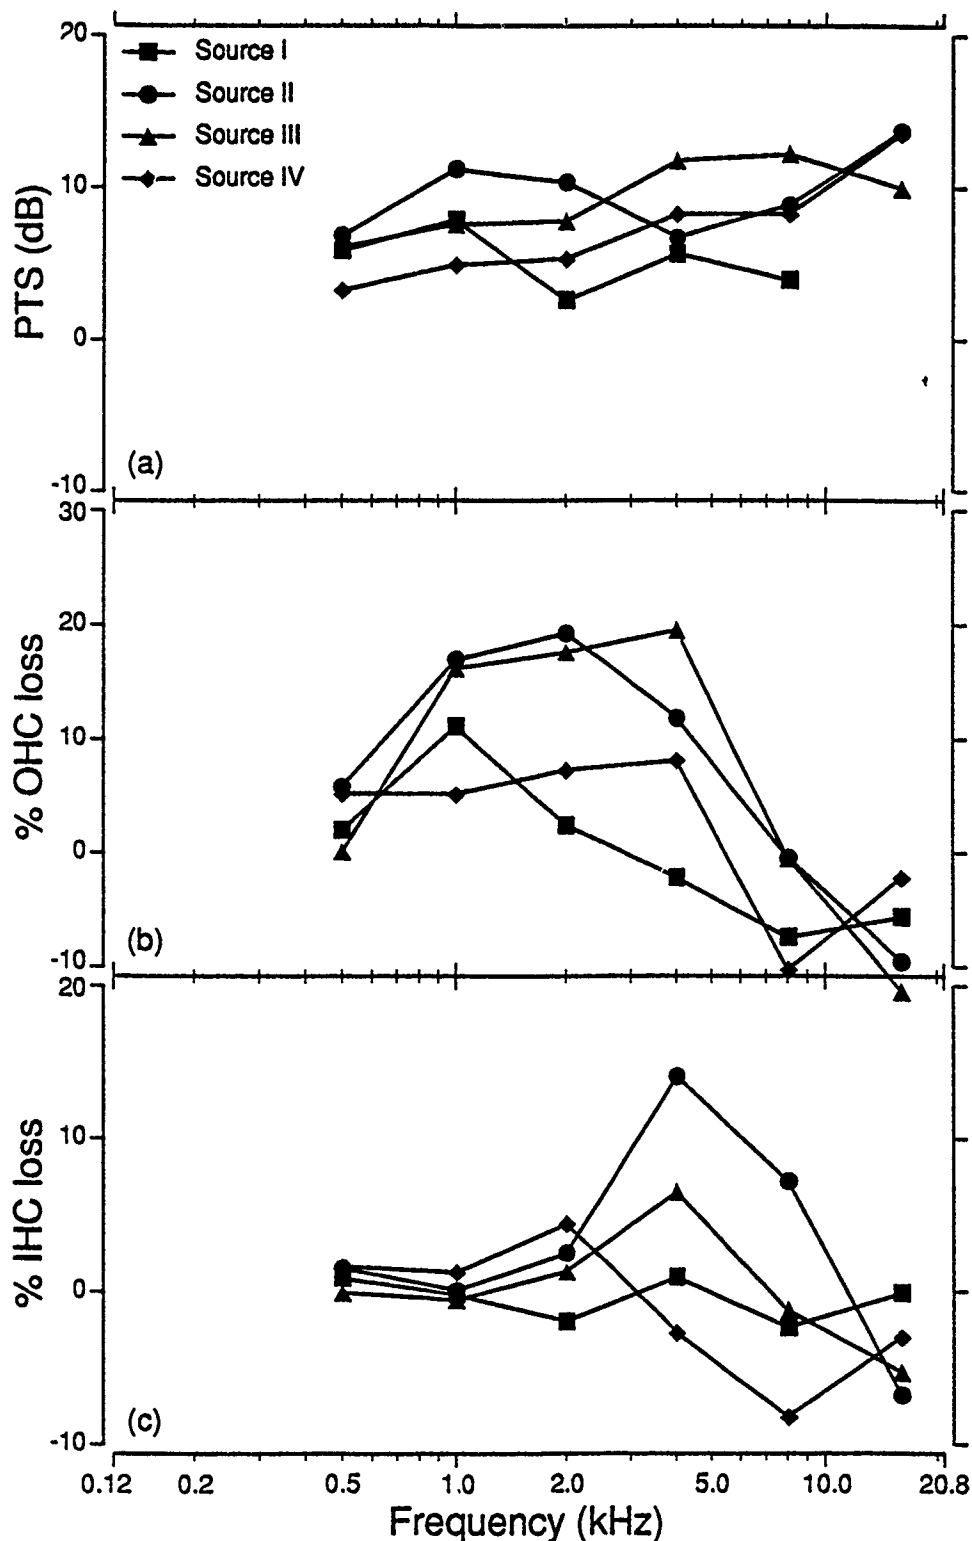 20
Source I
Source II
Source III
Source IV
10
PTS (dB)
0
(a)
-10
30
20
% OHC loss
10
0
(b)
-10
20
10
% IHC loss
0
(c)
-10
0.12 0.2 0.5 1.0 2.0 5.0 10.0 20.8
Frequency (kHz)